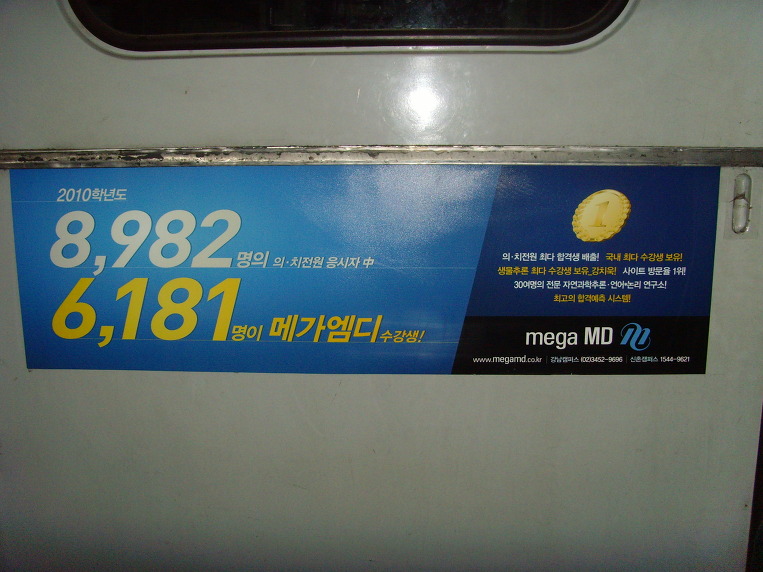 2010학년도
8,982명의 의·치전원 응시자 中
6,181명이 메가엠디 수강생!
1
의·치전원 최다 합격생 배출! 국내 최다 수강생 보유!
생물추론 최다 수강생 보유_강치욱! 사이트 방문율 1위!
30여명의 전문 자연과학추론·언어·논리 연구소!
최고의 합격예측 시스템!
mega MD
www.megamd.co.kr 강남캠퍼스 (02)3452-9696 신촌캠퍼스 1544-9621